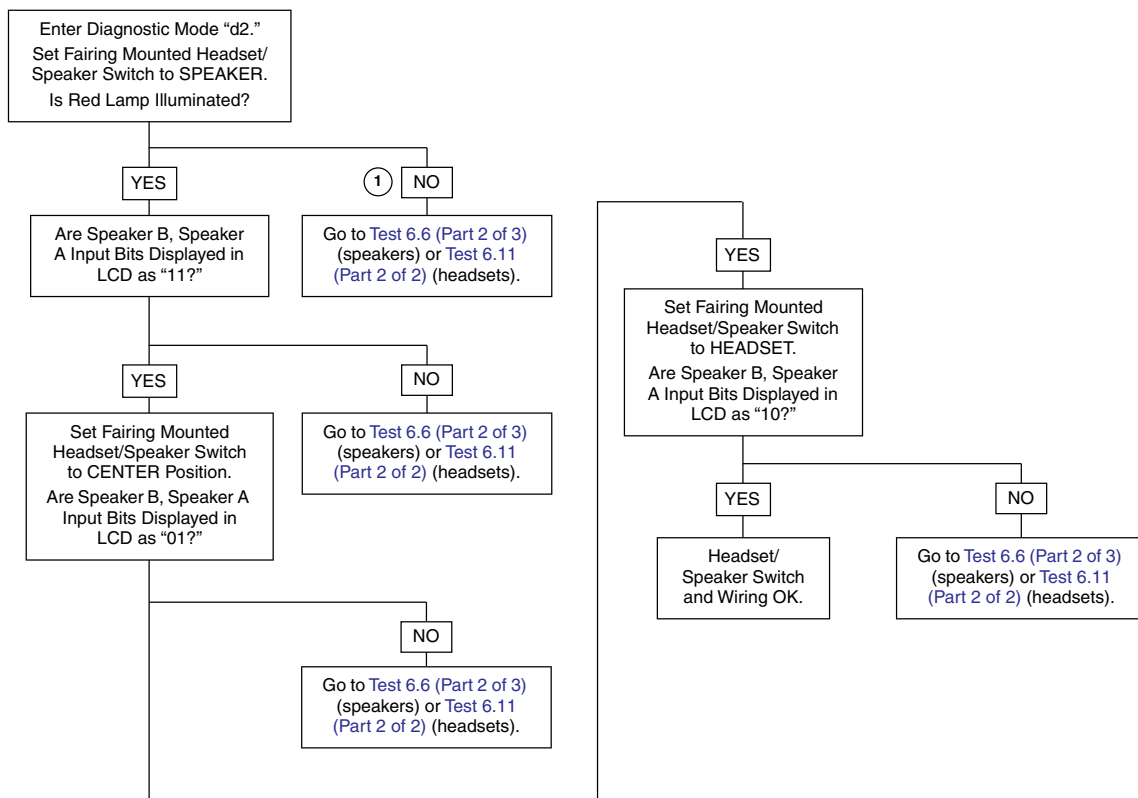 Enter Diagnostic Mode “d2.”
Set Fairing Mounted Headset/
Speaker Switch to SPEAKER.
Is Red Lamp Illuminated?
YES
1
NO
Are Speaker B, Speaker
A Input Bits Displayed in
LCD as “11?”
Go to Test 6.6 (Part 2 of 3)
(speakers) or Test 6.11
(Part 2 of 2) (headsets).
YES
NO
Set Fairing Mounted
Headset/Speaker Switch
to CENTER Position.
Are Speaker B, Speaker A
Input Bits Displayed in
LCD as “01?”
Go to Test 6.6 (Part 2 of 3)
(speakers) or Test 6.11
(Part 2 of 2) (headsets).
NO
Go to Test 6.6 (Part 2 of 3)
(speakers) or Test 6.11
(Part 2 of 2) (headsets).
YES
Set Fairing Mounted
Headset/Speaker Switch
to HEADSET.
Are Speaker B, Speaker
A Input Bits Displayed in
LCD as “10?”
YES
NO
Headset/
Speaker Switch
and Wiring OK.
Go to Test 6.6 (Part 2 of 3)
(speakers) or Test 6.11
(Part 2 of 2) (headsets).